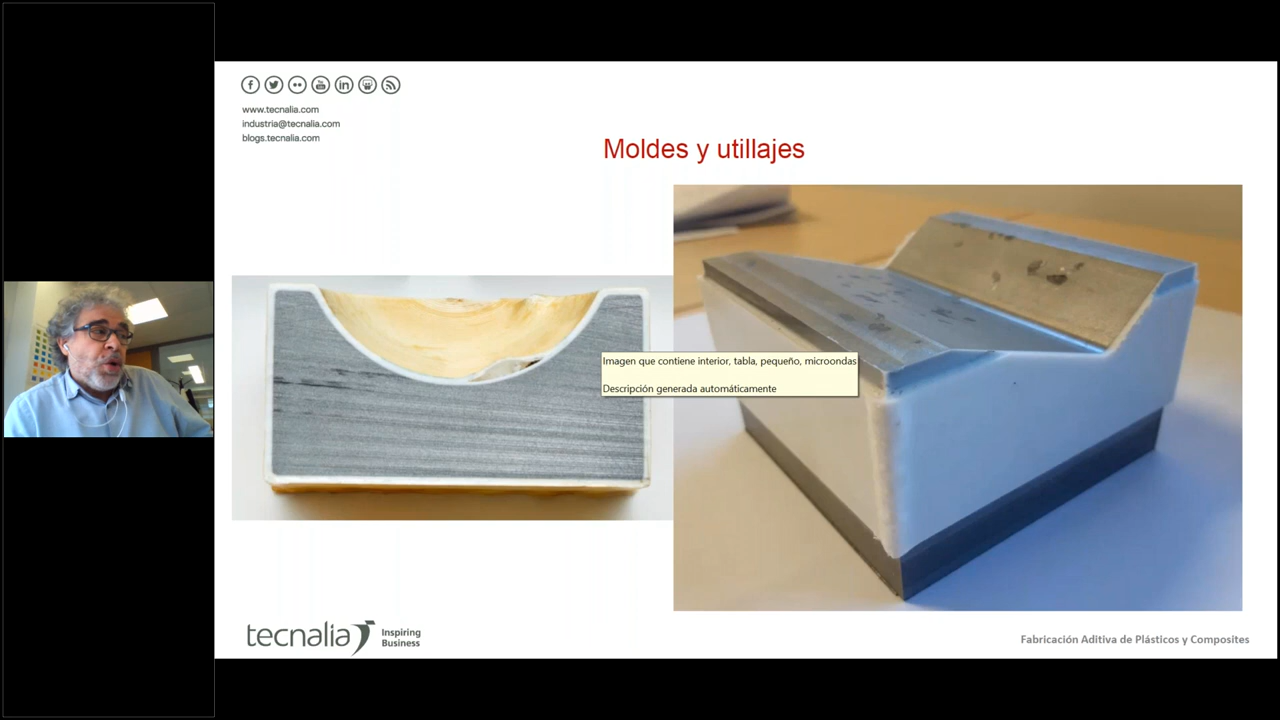 www.tecnalia.com
industria@tecnalia.com
blogs.tecnalia.com
Moldes y utillajes
Imagen que contiene interior, tabla, pequeño, microondas
Descripción generada automáticamente
tecnalia Inspiring
Business
Fabricación Aditiva de Plásticos y Composites